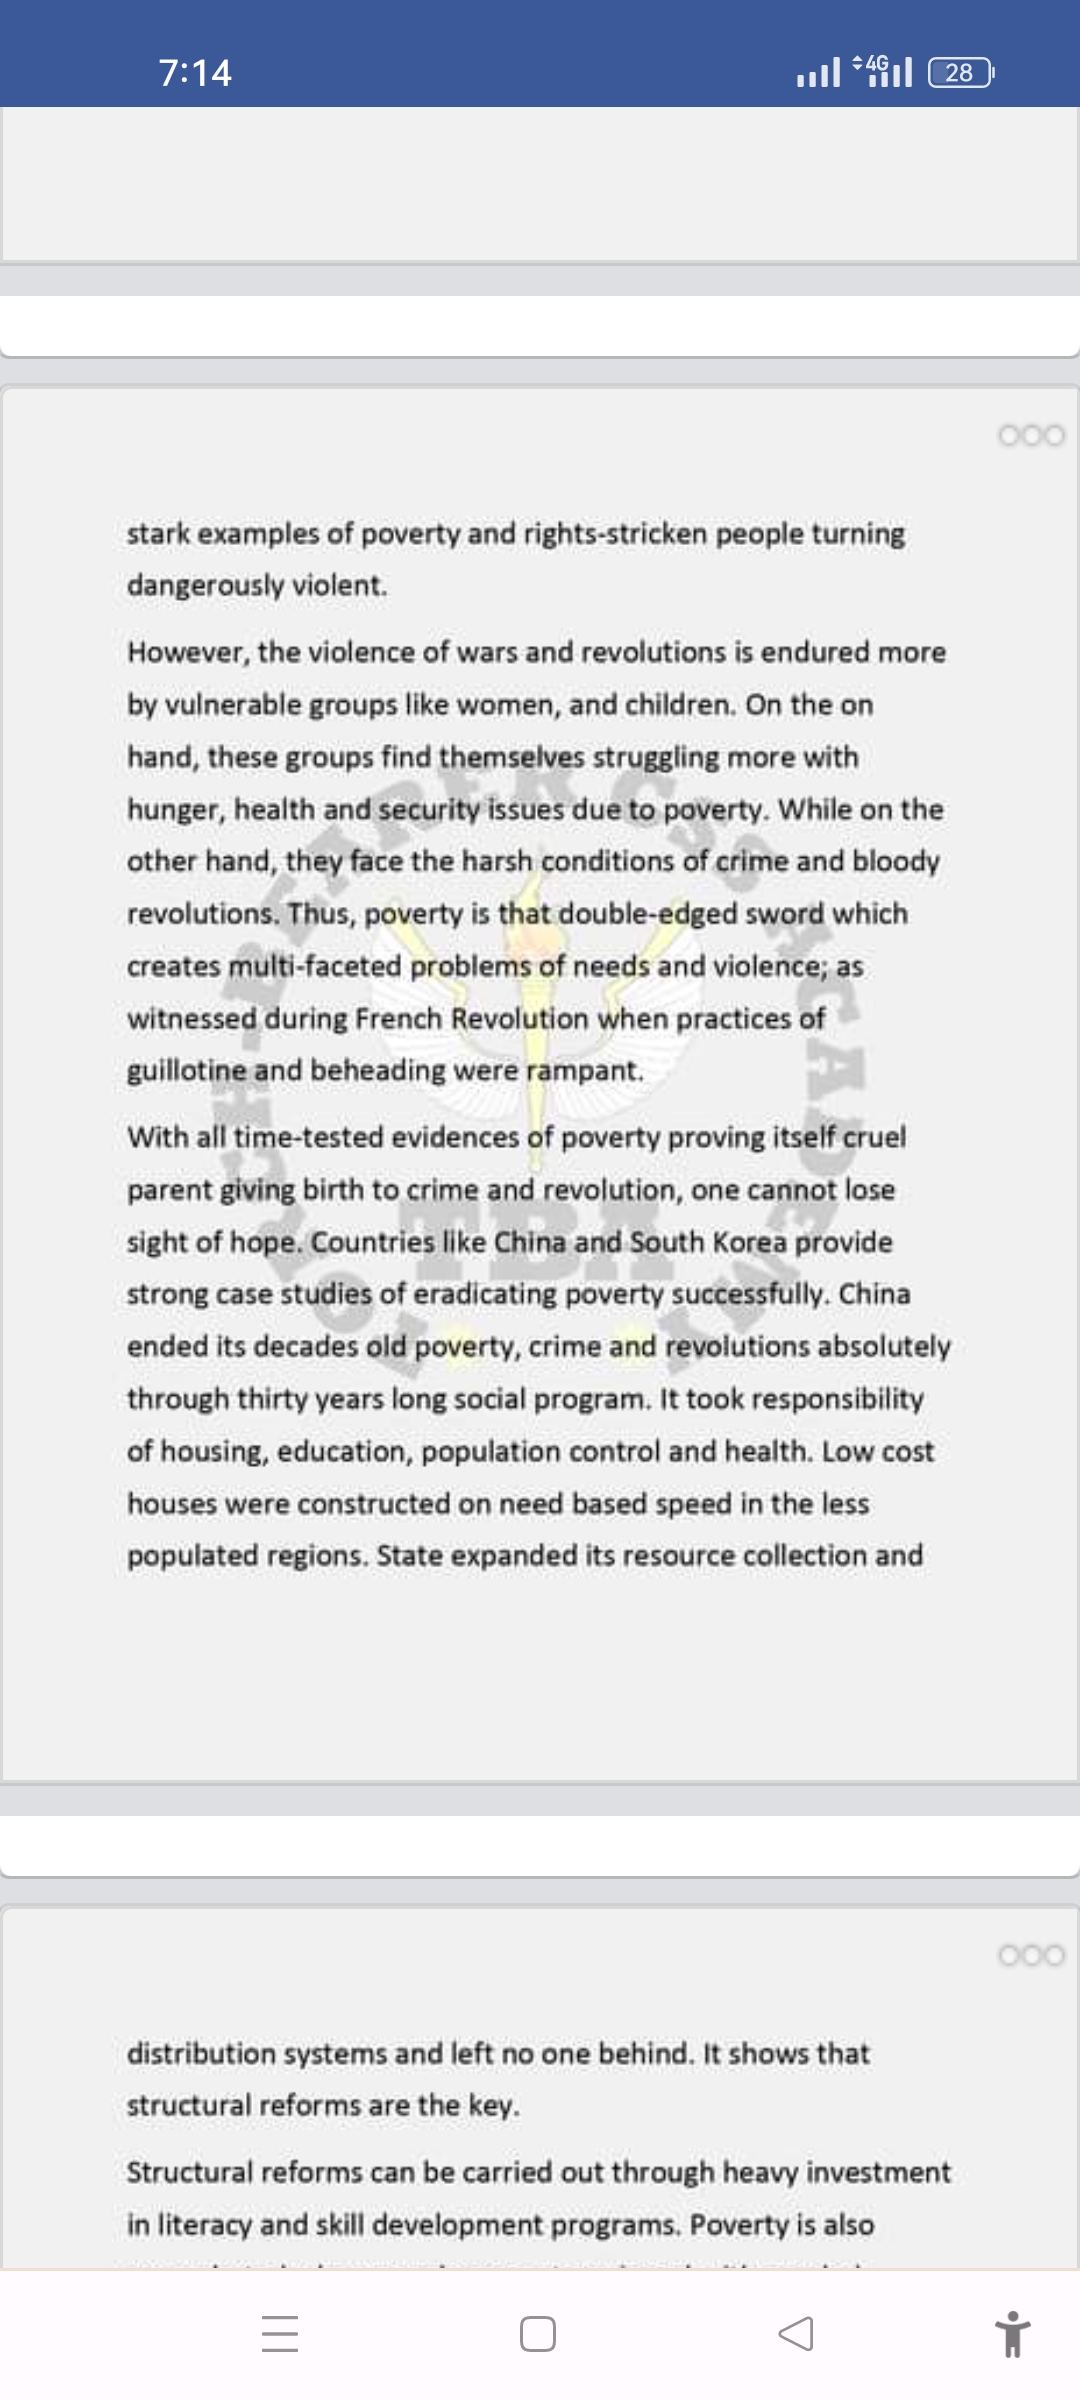 7:14
4G
28
stark examples of poverty and rights-stricken people turning
dangerously violent.
However, the violence of wars and revolutions is endured more
by vulnerable groups like women, and children. On the on
hand, these groups find themselves struggling more with
hunger, health and security issues due to poverty. While on the
other hand, they face the harsh conditions of crime and bloody
revolutions. Thus, poverty is that double-edged sword which
creates multi-faceted problems of needs and violence; as
witnessed during French Revolution when practices of
guillotine and beheading were rampant.
With all time-tested evidences of poverty proving itself cruel
parent giving birth to crime and revolution, one cannot lose
sight of hope. Countries like China and South Korea provide
strong case studies of eradicating poverty successfully. China
ended its decades old poverty, crime and revolutions absolutely
through thirty years long social program. It took responsibility
of housing, education, population control and health. Low cost
houses were constructed on need based speed in the less
populated regions. State expanded its resource collection and
TORCH-BEARER CSS ACADEMY
TBA
distribution systems and left no one behind. It shows that
structural reforms are the key.
Structural reforms can be carried out through heavy investment
in literacy and skill development programs. Poverty is also